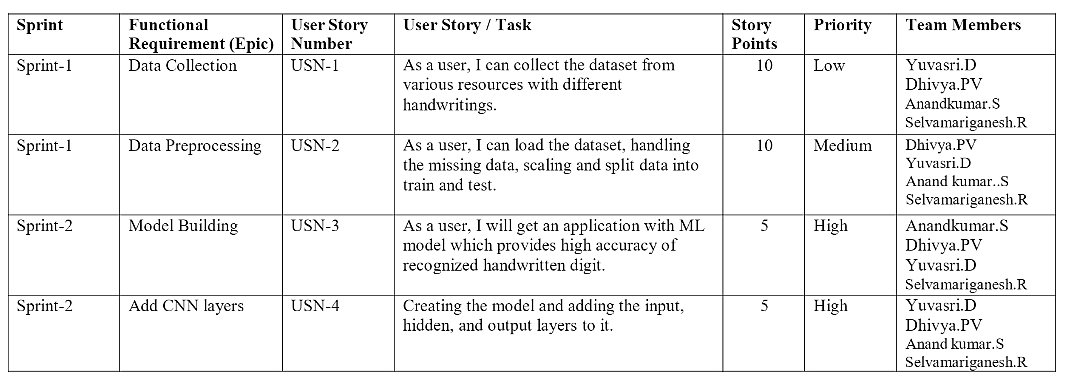 Sprint Functional Requirement (Epic) User Story Number User Story / Task Story Points Priority Team Members
Sprint-1 Data Collection USN-1 As a user, I can collect the dataset from 10 Low Yuvasri.D
various resources with different Dhivya.PV
handwritings. Anandkumar.S
Selvamariganesh.R
Sprint-1 Data Preprocessing USN-2 As a user, I can load the dataset, handling 10 Medium Dhivya.PV
the missing data, scaling and split data into Yuvasri.D
train and test. Anand kumar..S
Selvamariganesh.R
Sprint-2 Model Building USN-3 As a user, I will get an application with ML 5 High Anandkumar.S
model which provides high accuracy of Dhivya.PV
recognized handwritten digit. Yuvasri.D
Selvamariganesh.R
Sprint-2 Add CNN layers USN-4 Creating the model and adding the input, 5 High Yuvasri.D
hidden, and output layers to it. Dhivya.PV
Anand kumar.S
Selvamariganesh.R